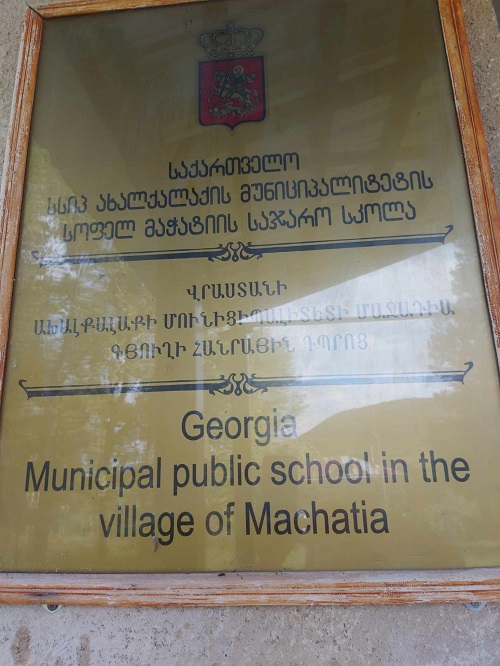 საქართველო
სსიპ ახალქალაქის მუნიციპალიტეტის
სოფელ მაჭატიის საჯარო სკოლა
ՎՐԱՍՏԱՆԻ
ԱԽԱԼՔԱԼԱՔԻ ՄՈՒՆԻՑԻՊԱԼԻՏԵՏԻ ՄԱՋԱԴԻԱ
ԳՅՈՒՂԻ ՀԱՆՐԱՅԻՆ ԴՊՐՈՑ
Georgia
Municipal public school in the
village of Machatia